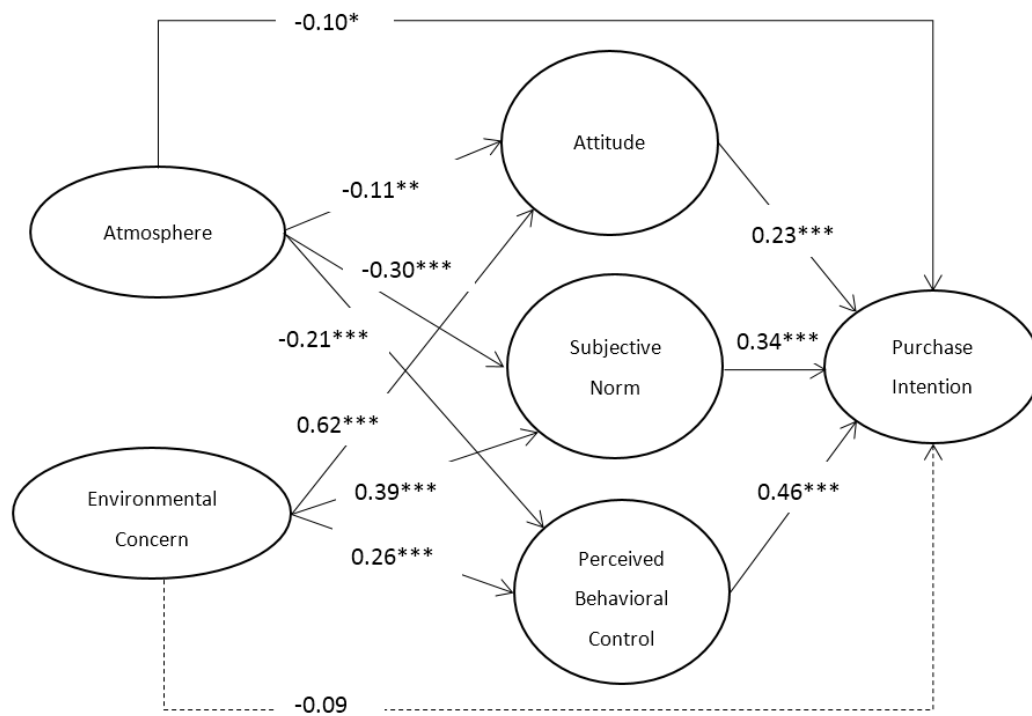 -0.10*
Attitude
-0.11**
Atmosphere
0.23***
-0.30***
-0.21***
Subjective
Norm
0.34***
Purchase
Intention
0.62***
Environmental
Concern
0.39***
0.46***
0.26***
Perceived
Behavioral
Control
-0.09